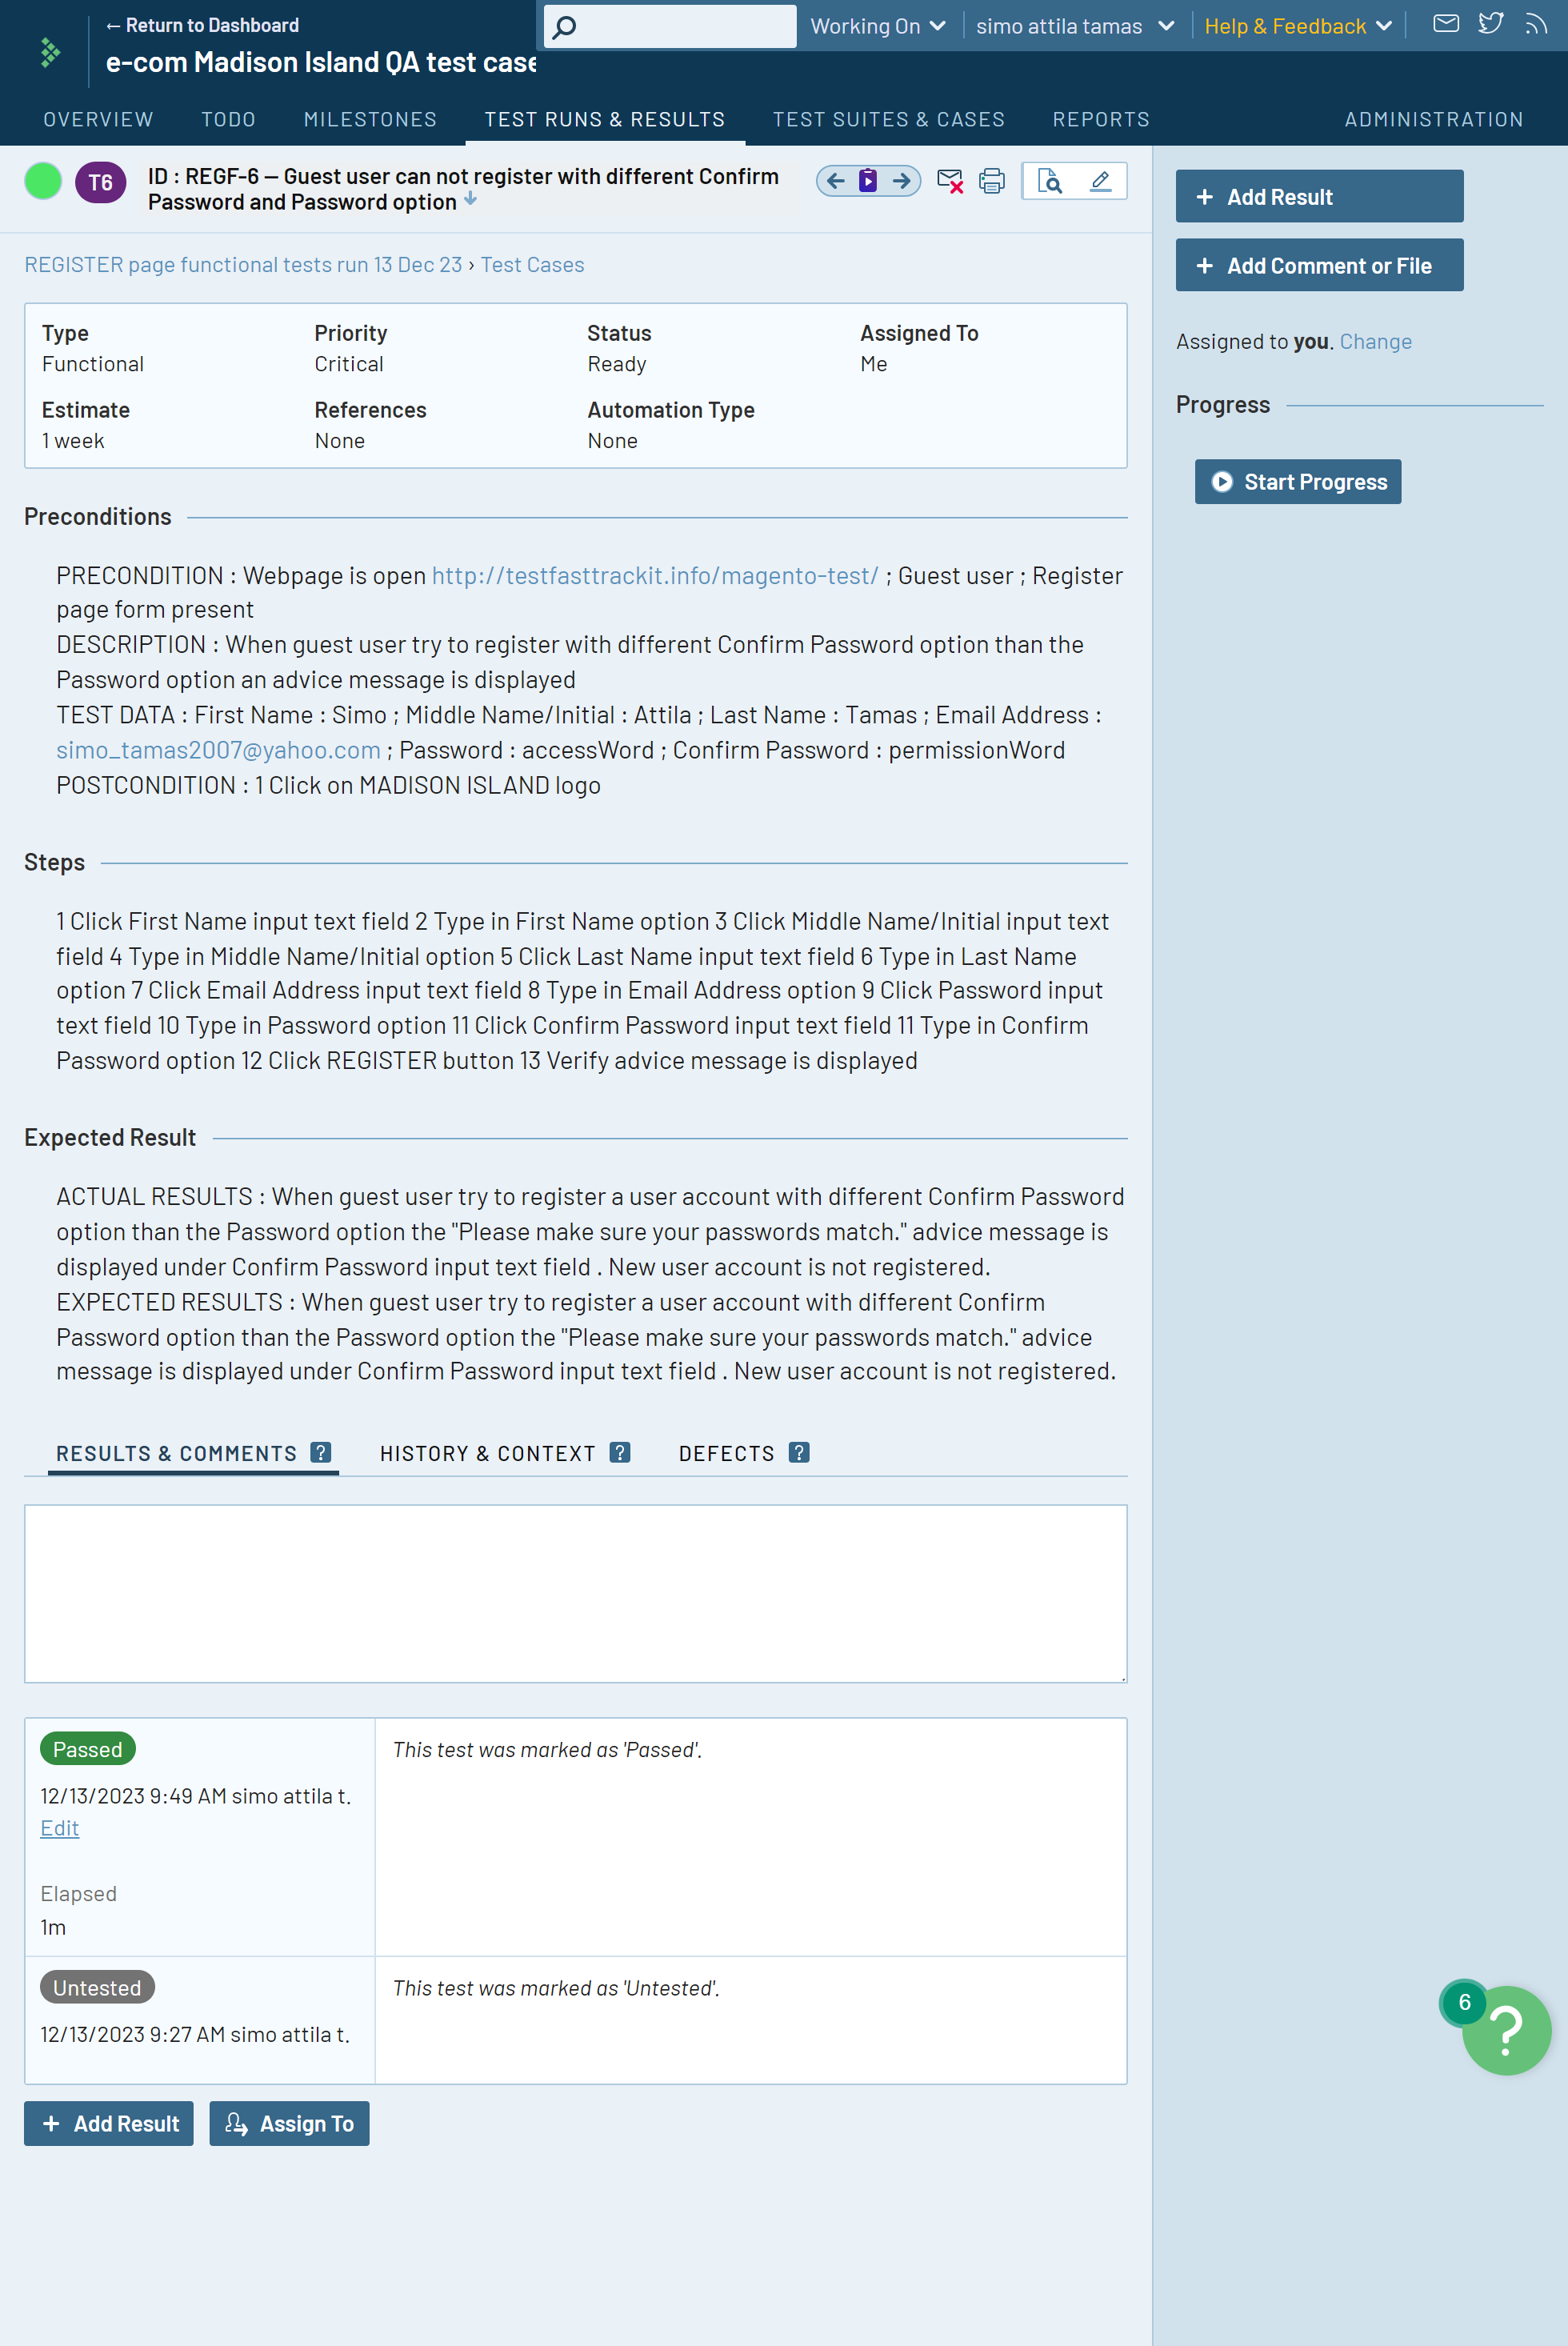 ← Return to Dashboard
e-com Madison Island QA test case
Working On
simo attila tamas
Help & Feedback
OVERVIEW
TODO
MILESTONES
TEST RUNS & RESULTS
TEST SUITES & CASES
REPORTS
ADMINISTRATION
T6
ID : REGF-6 – Guest user can not register with different Confirm
Password and Password option
REGISTER page functional tests run 13 Dec 23 › Test Cases
Type
Functional
Priority
Critical
Status
Ready
Assigned To
Me
Estimate
1 week
References
None
Automation Type
None
Preconditions
PRECONDITION : Webpage is open http://testfasttrackit.info/magento-test/ ; Guest user ; Register
page form present
DESCRIPTION : When guest user try to register with different Confirm Password option than the
Password option an advice message is displayed
TEST DATA : First Name : Simo ; Middle Name/Initial : Attila ; Last Name : Tamas ; Email Address :
simo_tamas2007@yahoo.com ; Password : accessWord ; Confirm Password : permissionWord
POSTCONDITION : 1 Click on MADISON ISLAND logo
Steps
1 Click First Name input text field 2 Type in First Name option 3 Click Middle Name/Initial input text
field 4 Type in Middle Name/Initial option 5 Click Last Name input text field 6 Type in Last Name
option 7 Click Email Address input text field 8 Type in Email Address option 9 Click Password input
text field 10 Type in Password option 11 Click Confirm Password input text field 11 Type in Confirm
Password option 12 Click REGISTER button 13 Verify advice message is displayed
Expected Result
ACTUAL RESULTS : When guest user try to register a user account with different Confirm Password
option than the Password option the "Please make sure your passwords match." advice message is
displayed under Confirm Password input text field . New user account is not registered.
EXPECTED RESULTS : When guest user try to register a user account with different Confirm
Password option than the Password option the "Please make sure your passwords match." advice
message is displayed under Confirm Password input text field . New user account is not registered.
RESULTS & COMMENTS ?
HISTORY & CONTEXT ?
DEFECTS ?
Passed
12/13/2023 9:49 AM simo attila t.
Edit
Elapsed
1m
This test was marked as 'Passed'.
Untested
12/13/2023 9:27 AM simo attila t.
This test was marked as 'Untested'.
+ Add Result
Assign To
+ Add Result
+ Add Comment or File
Assigned to you. Change
Progress
Start Progress
6
?